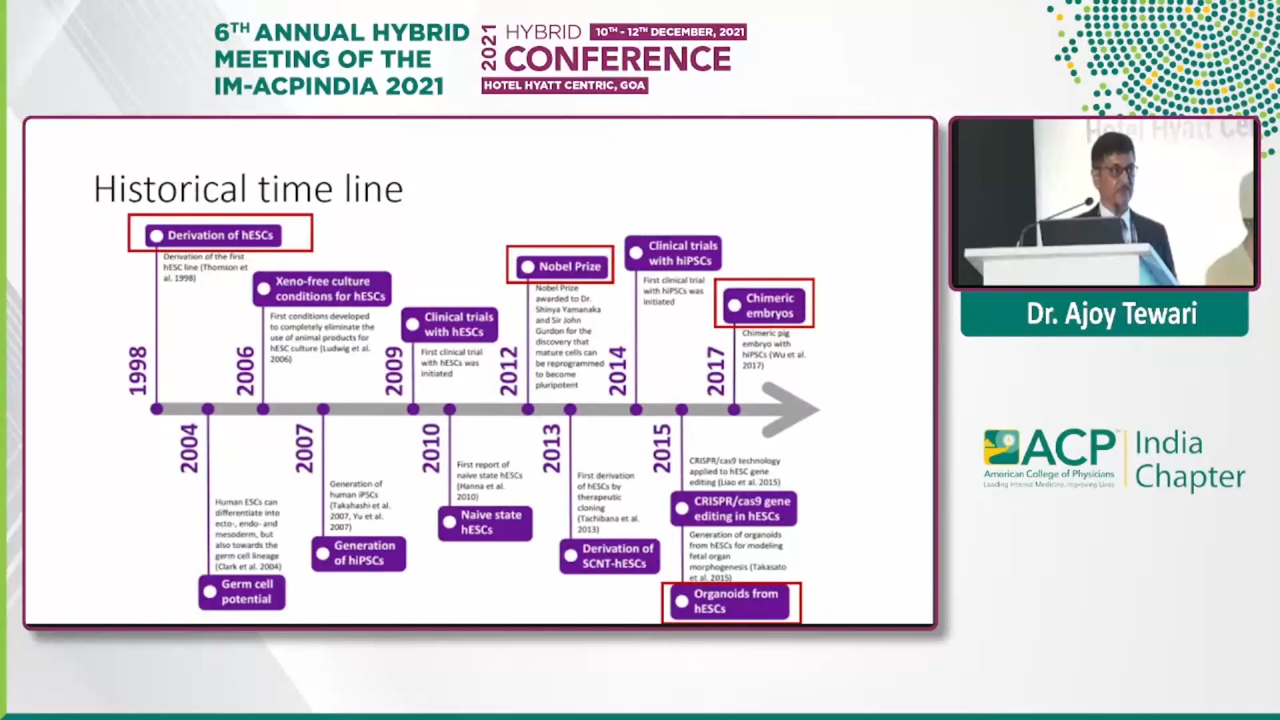 6TH ANNUAL HYBRID
MEETING OF THE
IM-ACPINDIA 2021
2021
HYBRID
10TH - 12TH DECEMBER, 2021
CONFERENCE
HOTEL HYATT CENTRIC, GOA
Hotel Hyatt Ce
Dr. Ajoy Tewari
ACP
American College of Physicians
Leading Internal Medicine, Improving Lives
India
Chapter
Historical time line
1998
Derivation of hESCs
Derivation of the first
hESC line (Thomson et
al. 1998)
2004
Human ESCs can
differentiate into
ecto-, endo- and
mesoderm, but
also towards the
germ cell lineage
(Clark et al. 2004)
Germ cell
potential
2006
Xeno-free culture
conditions for hESCs
First conditions developed
to completely eliminate the
use of animal products for
hESC culture (Ludwig et al.
2006)
2007
Generation of
human iPSCs
(Takahashi et al.
2007, Yu et al.
2007)
Generation
of hiPSCs
2009
Clinical trials
with hESCs
First clinical trial
with hESCs was
initiated
2010
First report of
naive state hESCs
(Hanna et al.
2010)
Naive state
hESCs
2012
Nobel Prize
Nobel Prize
awarded to Dr.
Shinya Yamanaka
and Sir John
Gurdon for the
discovery that
mature cells can
be reprogrammed
to become
pluripotent
2013
First derivation
of hESCs by
therapeutic
cloning
(Tachibana et al.
2013)
Derivation of
SCNT-hESCs
2014
Clinical trials
with hiPSCs
First clinical trial
with hiPSCs was
initiated
2015
CRISPR/cas9 technology
applied to hESC gene
editing (Liao et al. 2015)
CRISPR/cas9 gene
editing in hESCs
Generation of organoids
from hESCs for modeling
fetal organ
morphogenesis (Takasato
et al. 2015)
Organoids from
hESCs
2017
Chimeric
embryos
Chimeric pig
embryo with
hiPSCs (Wu et al.
2017)